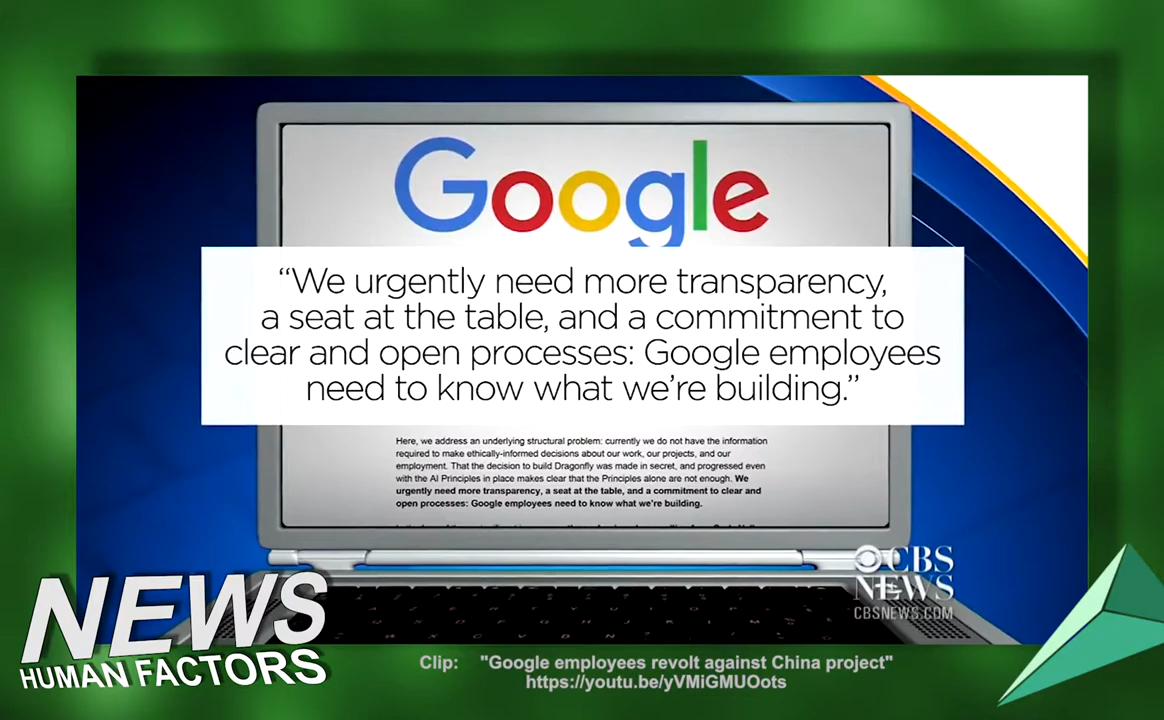 Google
“We urgently need more transparency,
a seat at the table, and a commitment to
clear and open processes: Google employees
need to know what we’re building.”
Here, we address an underlying structural problem: currently we do not have the information
required to make ethically-informed decisions about our work, our projects, and our
employment. That the decision to build Dragonfly was made in secret, and progressed even
with the AI Principles in place makes clear that the Principles alone are not enough. We
urgently need more transparency, a seat at the table, and a commitment to clear and
open processes: Google employees need to know what we're building.
CBS
NEWS
CBSNEWS.COM
NEWS
HUMAN FACTORS
Clip: "Google employees revolt against China project"
https://youtu.be/yVMiGMUOots